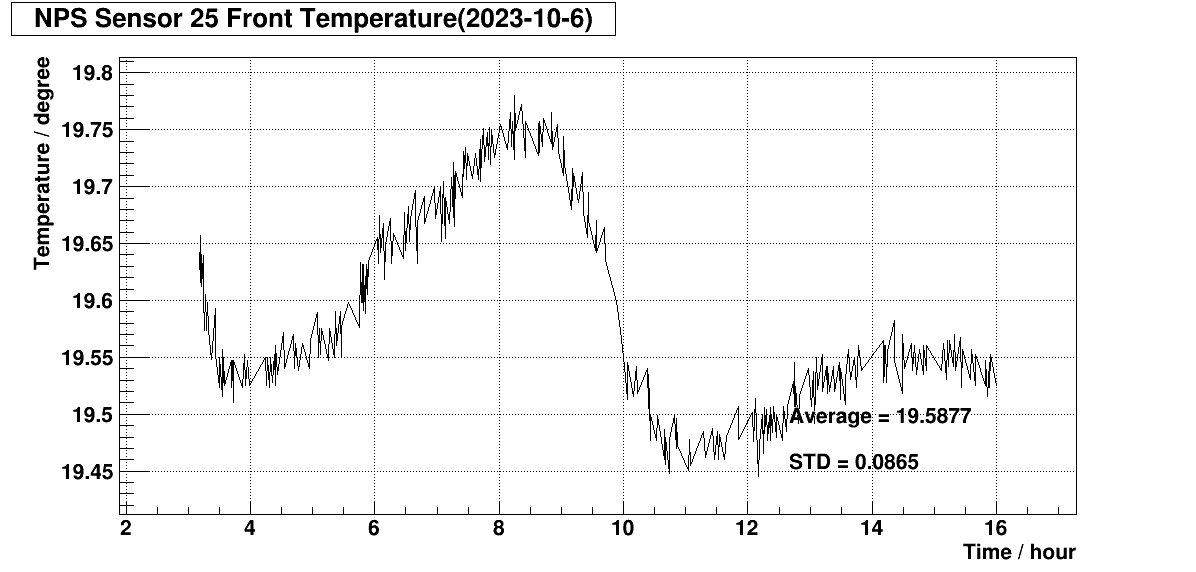 NPS Sensor 25 Front Temperature(2023-10-6)
Temperature / degree
19.8
19.75
19.7
19.65
19.6
19.55
19.5
19.45
Average = 19.5877
STD = 0.0865
2 4 6 8 10 12 14 16
Time / hour